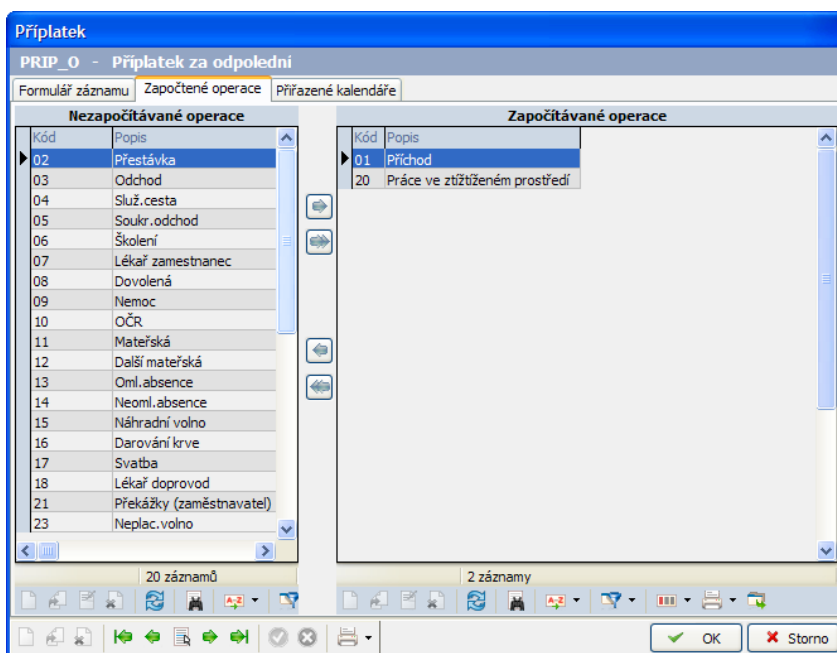 Příplatek
PRIP_O - Příplatek za odpolední
Formulář záznamu Započtené operace Přiřazené kalendáře
Nezapočítávané operace
Kód Popis
02 Přestávka
03 Odchod
04 Služ.cesta
05 Soukr.odchod
06 Školení
07 Lékař zamestnanec
08 Dovolená
09 Nemoc
10 OČR
11 Mateřská
12 Další mateřská
13 Oml.absence
14 Neoml.absence
15 Náhradní volno
16 Darování krve
17 Svatba
18 Lékař doprovod
21 Překážky (zaměstnavatel)
23 Neplac.volno
20 záznamů
Započítávané operace
Kód Popis
01 Příchod
20 Práce ve ztížtíženém prostředí
2 záznamy
A-Z
A-Z
OK
Storno